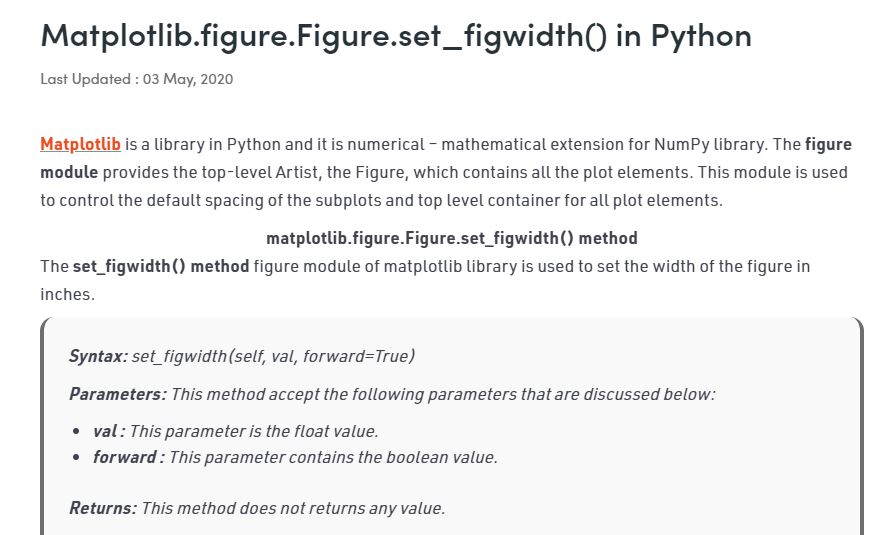 Matplotlib.figure.Figure.set_figwidth() in Python
Last Updated : 03 May, 2020
Matplotlib is a library in Python and it is numerical – mathematical extension for NumPy library. The figure
module provides the top-level Artist, the Figure, which contains all the plot elements. This module is used
to control the default spacing of the subplots and top level container for all plot elements.
matplotlib.figure.Figure.set_figwidth() method
The set_figwidth() method figure module of matplotlib library is used to set the width of the figure in
inches.
Syntax: set_figwidth(self, val, forward=True)
Parameters: This method accept the following parameters that are discussed below:
• val : This parameter is the float value.
• forward : This parameter contains the boolean value.
Returns: This method does not returns any value.